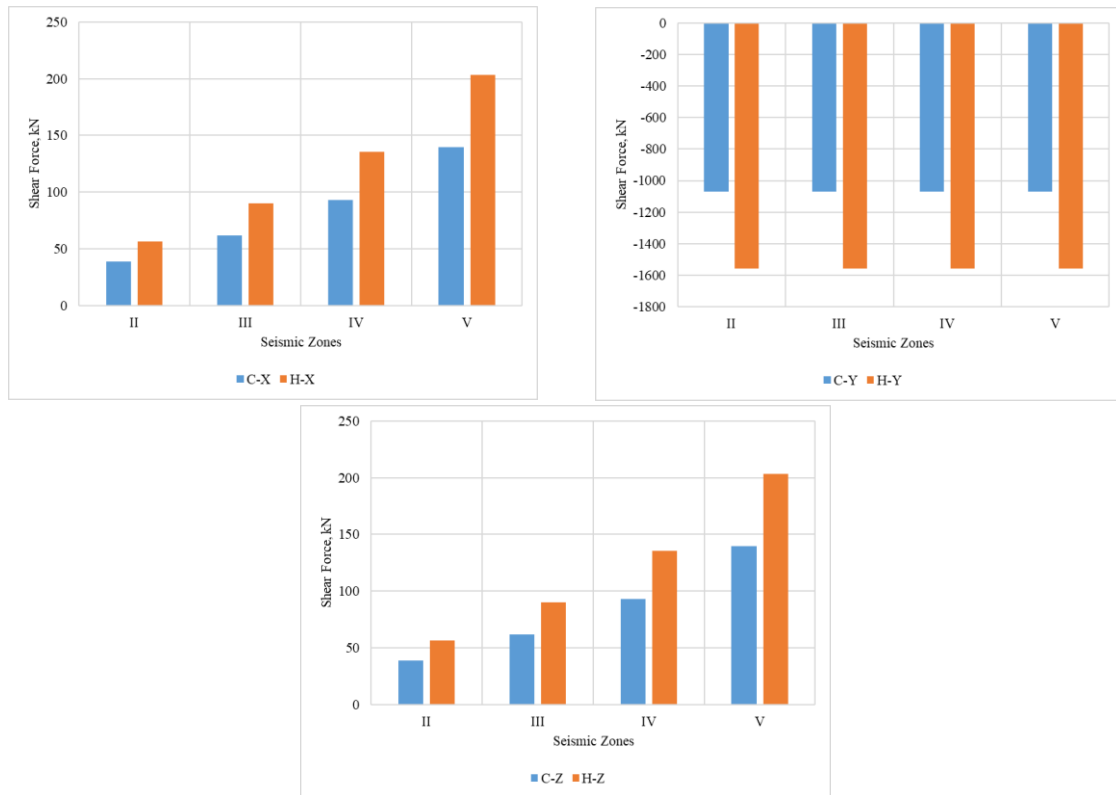 250
200
150
100
50
0
Shear Force, kN
II III IV V
Seismic Zones
C-X H-X
0
-200
-400
-600
-800
-1000
-1200
-1400
-1600
-1800
Shear Force, kN
II III IV V
Seismic Zones
C-Y H-Y
250
200
150
100
50
0
Shear Force, kN
II III IV V
Seismic Zones
C-Z H-Z